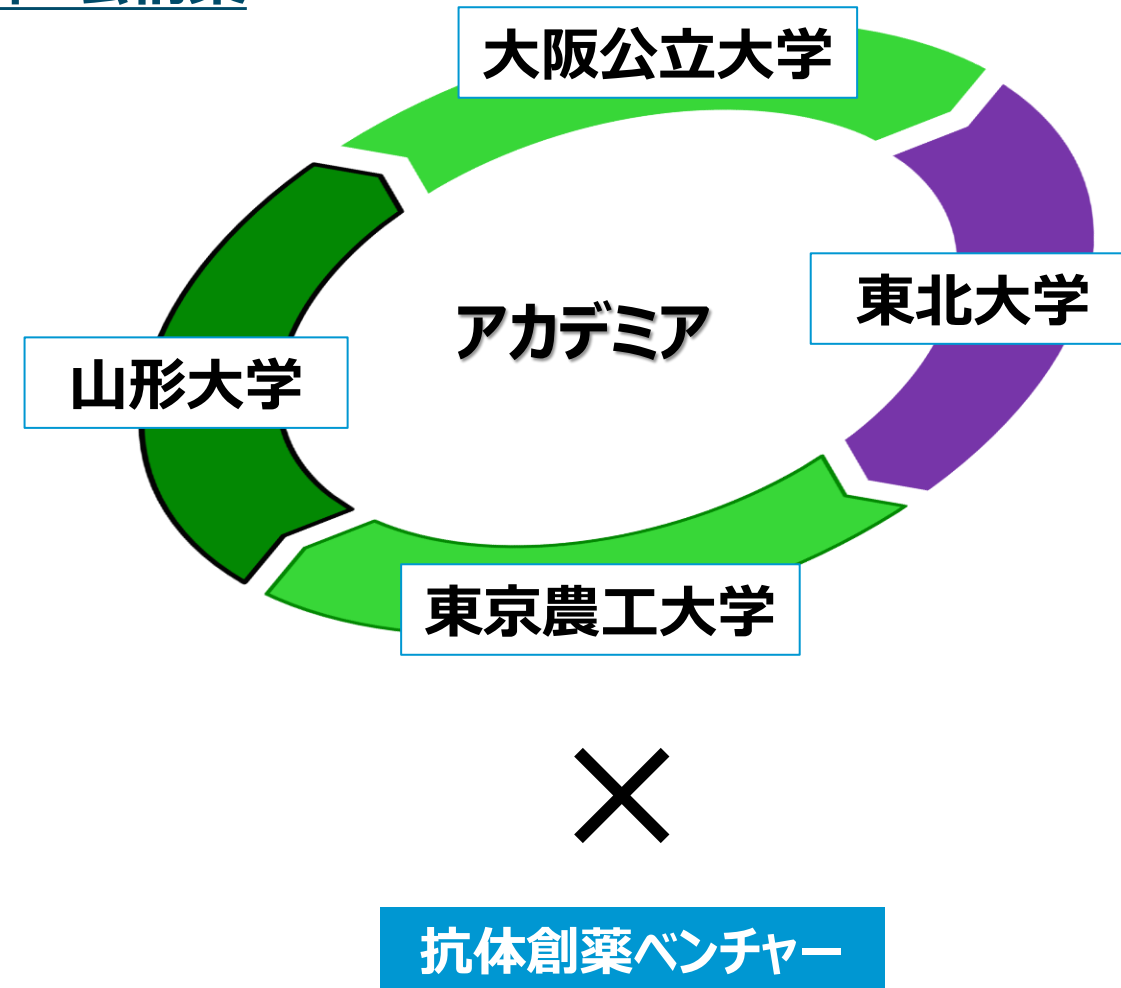 大阪公立大学
東北大学
アカデミア
山形大学
東京農工大学
×
抗体創薬ベンチャー